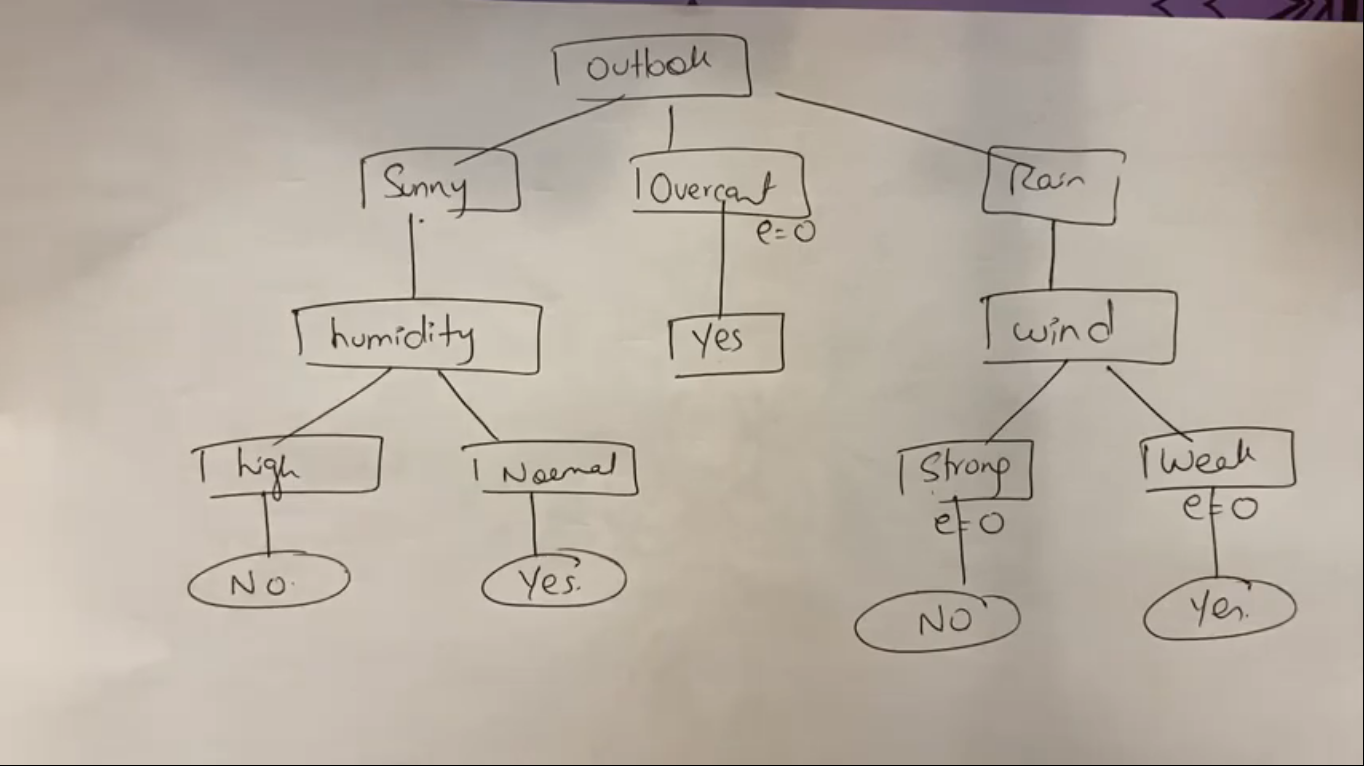 Outlook
Sunny
Overcast
Rain
e=0
humidity
Yes
wind
high
Normal
Strong
Weak
e=0
e=0
No.
Yes.
NO
Yes.